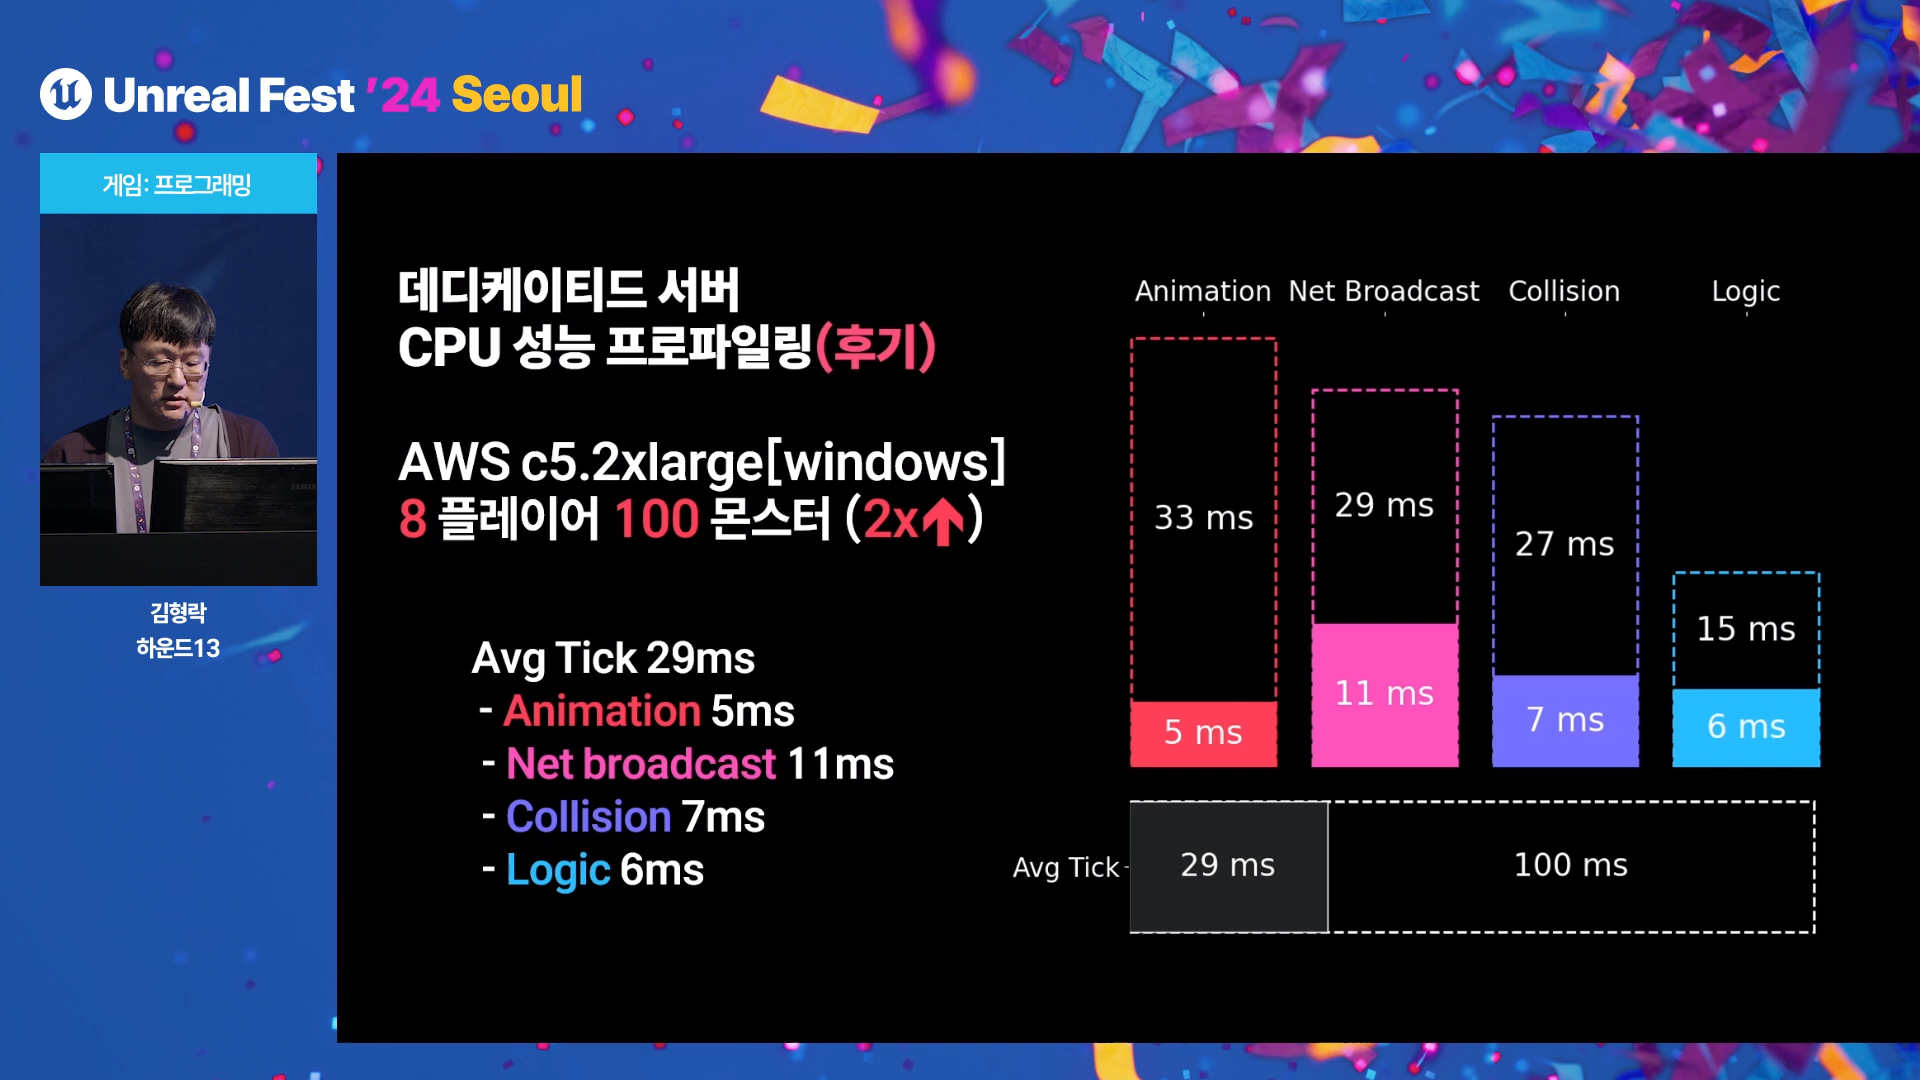 Unreal Fest ’24 Seoul
게임: 프로그래밍
김형락
하운드13
데디케이티드 서버
CPU 성능 프로파일링(후기)
AWS c5.2xlarge[windows]
8 플레이어 100 몬스터 (2x↑)
Avg Tick 29ms
- Animation 5ms
- Net broadcast 11ms
- Collision 7ms
- Logic 6ms
Animation Net Broadcast Collision Logic
33 ms 29 ms 27 ms 15 ms
5 ms 11 ms 7 ms 6 ms
Avg Tick 29 ms 100 ms